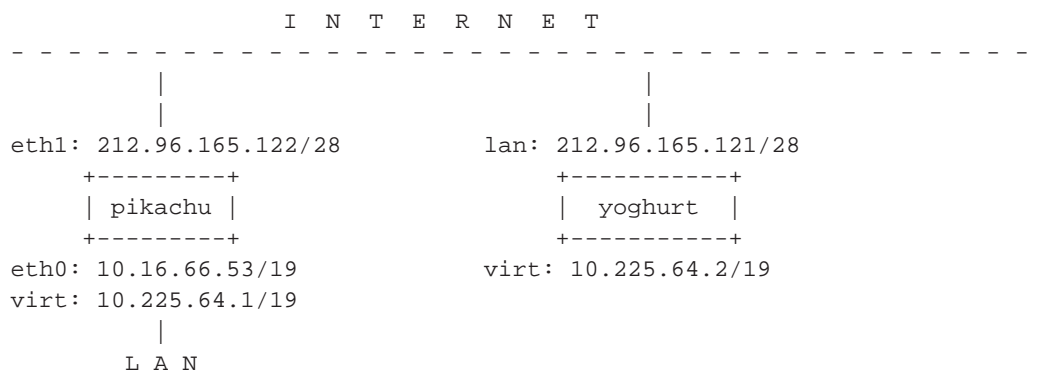 I N T E R N E T
- - - - - - - - - - - - - - - - - - - - - - - - - - - - - - - - - - - -
| |
| |
eth1: 212.96.165.122/28 lan: 212.96.165.121/28
+---------+ +-----------+
| pikachu | | yoghurt |
+---------+ +-----------+
eth0: 10.16.66.53/19 virt: 10.225.64.2/19
virt: 10.225.64.1/19
|
L A N